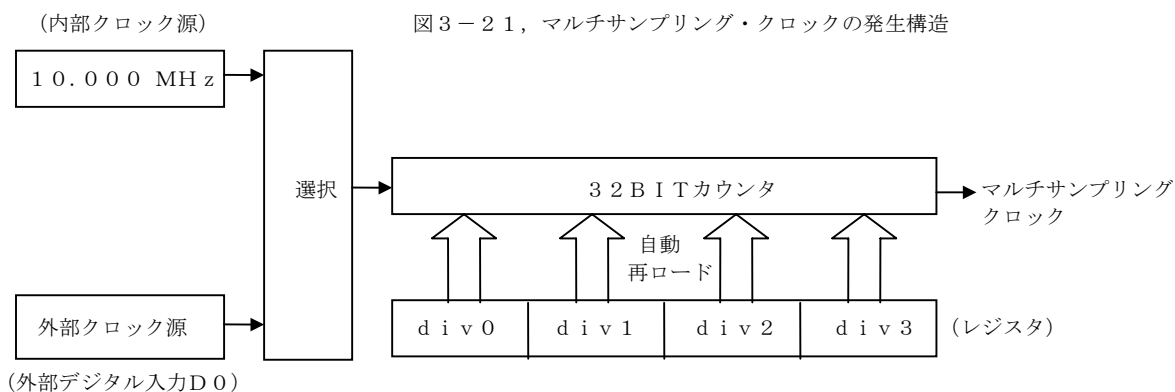 図3-21，マルチサンプリング・クロックの発生構造
（内部クロック源）
１０．０００ ＭＨｚ
選択
３２ＢＩＴカウンタ
マルチサンプリング
クロック
自動
再ロード
外部クロック源
ｄｉｖ０ ｄｉｖ１ ｄｉｖ２ ｄｉｖ３ （レジスタ）
（外部デジタル入力Ｄ０）